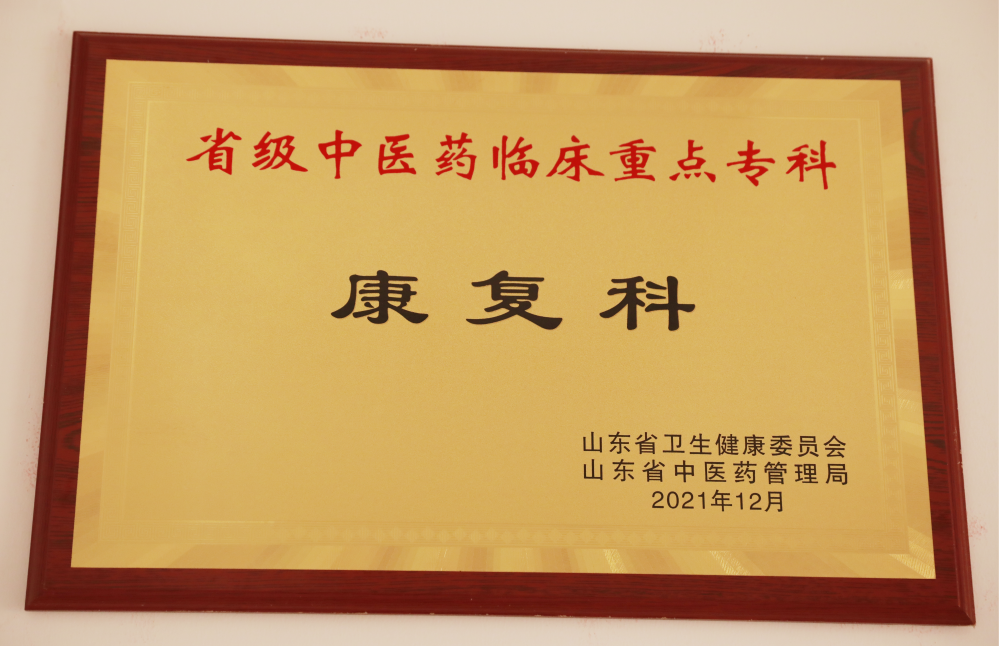 省级中医药临床重点专科
康复科
山东省卫生健康委员会
山东省中医药管理局
2021年12月